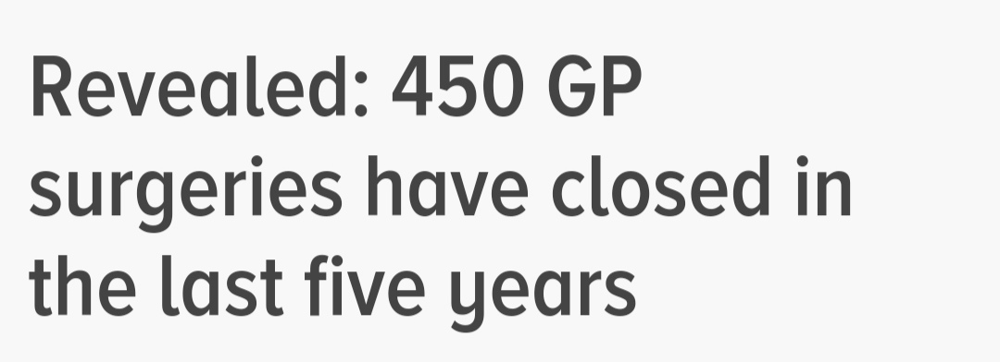 Revealed: 450 GP
surgeries have closed in
the last five years